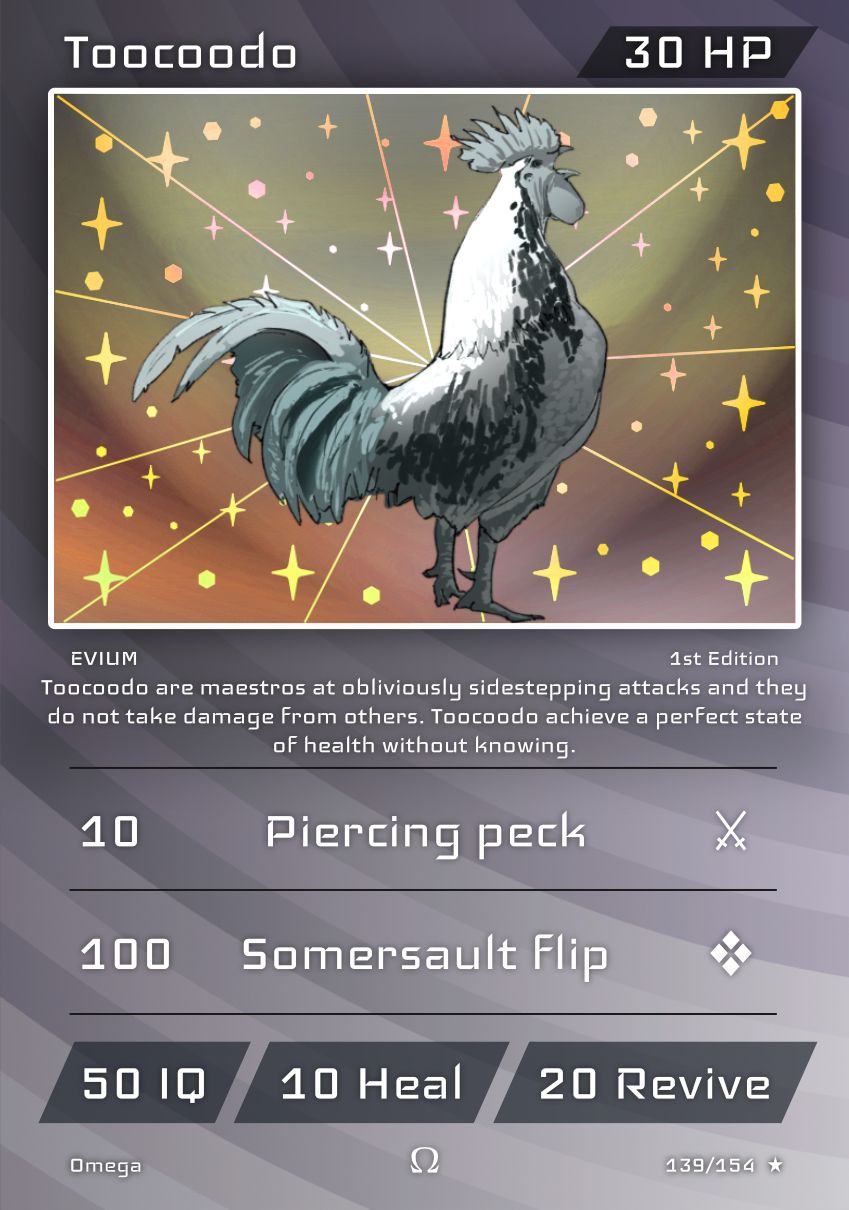 Toocoodo
30 HP
EVIUM
1st Edition
Toocoodo are maestros at obliviously sidestepping attacks and they
do not take damage from others. Toocoodo achieve a perfect state
of health without knowing.
10 Piercing peck
100 Somersault flip
50 IQ
10 Heal
20 Revive
Omega
Ω
139/154 ★